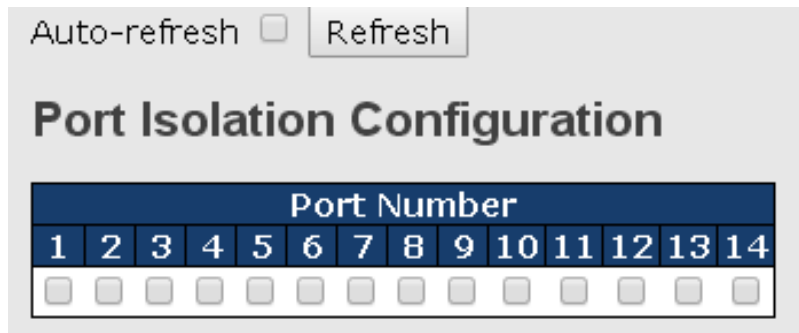 Auto-refresh Refresh
Port Isolation Configuration
Port Number
1 2 3 4 5 6 7 8 9 10 11 12 13 14